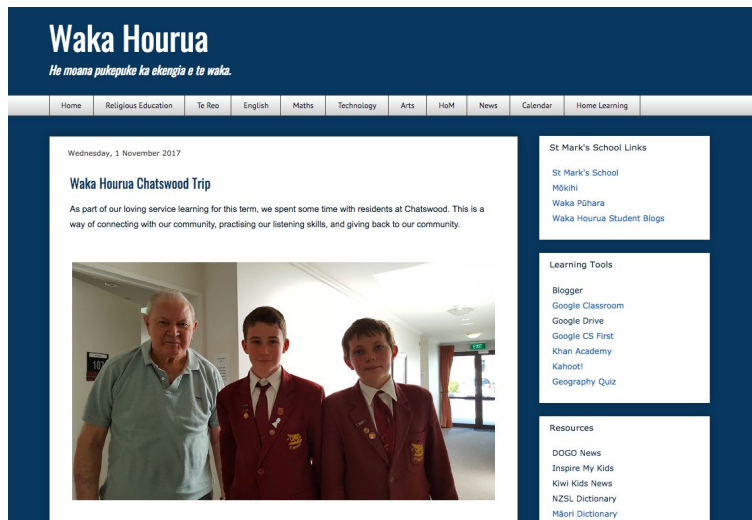 Waka Hourua
He moana pukepuke ka ekengia e te waka.
Home Religious Education Te Reo English Maths Technology Arts HoM News Calendar Home Learning
Wednesday, 1 November 2017
Waka Hourua Chatswood Trip
As part of our loving service learning for this term, we spent some time with residents at Chatswood. This is a
way of connecting with our community, practising our listening skills, and giving back to our community.
107
EXIT
St Mark's School Links
St Mark's School
Mōkihi
Waka Pūhara
Waka Hourua Student Blogs
Learning Tools
Blogger
Google Classroom
Google Drive
Google CS First
Khan Academy
Kahoot!
Geography Quiz
Resources
DOGO News
Inspire My Kids
Kiwi Kids News
NZSL Dictionary
Māori Dictionary